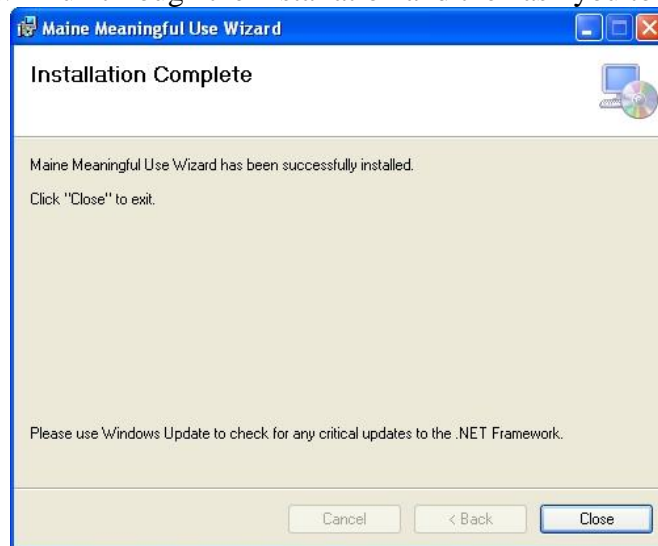 Maine Meaningful Use Wizard
Installation Complete
Maine Meaningful Use Wizard has been successfully installed.
Click "Close" to exit.
Please use Windows Update to check for any critical updates to the .NET Framework.
Cancel < Back Close